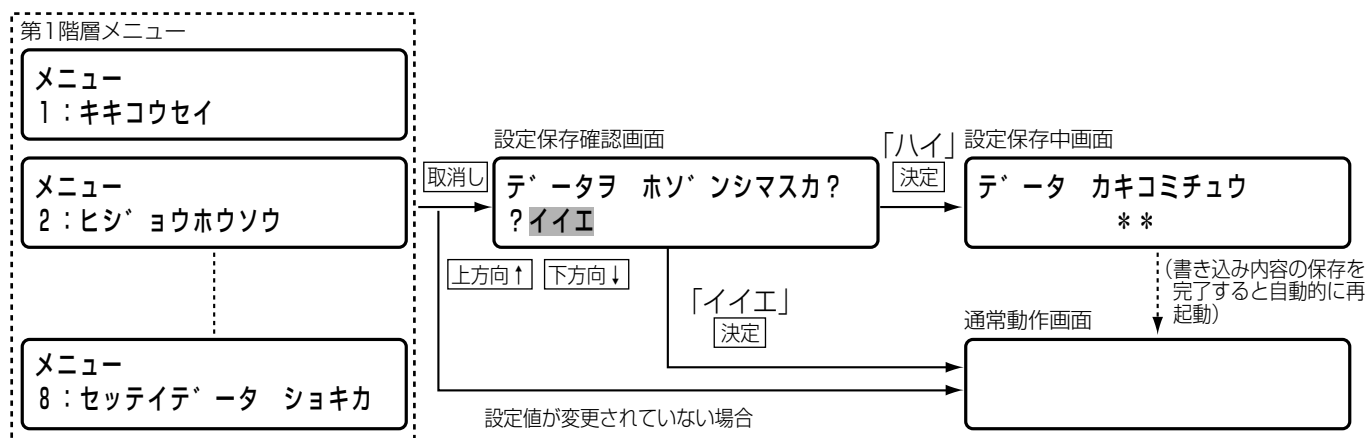 第1階層メニュー
メニュー
1:キキコウセイ
メニュー
2:ヒシ゛ョウホウソウ
メニュー
8:セッテイテ゛ータ ショキカ
取消し
設定保存確認画面
テ゛ータヲ ホソ゛ンシマスカ?
?イイエ
上方向↑ 下方向↓
「ハイ」
決定
設定保存中画面
テ゛ータ カキコミチュウ
**
(書き込み内容の保存を
完了すると自動的に再
起動)
「イイエ」
決定
通常動作画面
設定値が変更されていない場合